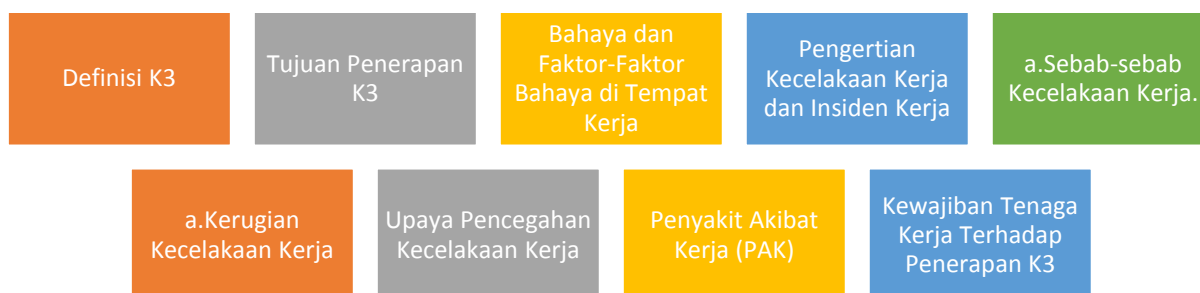 Definisi K3
Tujuan Penerapan
K3
Bahaya dan
Faktor-Faktor
Bahaya di Tempat
Kerja
Pengertian
Kecelakaan Kerja
dan Insiden Kerja
a.Sebab-sebab
Kecelakaan Kerja.
a.Kerugian
Kecelakaan Kerja
Upaya Pencegahan
Kecelakaan Kerja
Penyakit Akibat
Kerja (PAK)
Kewajiban Tenaga
Kerja Terhadap
Penerapan K3